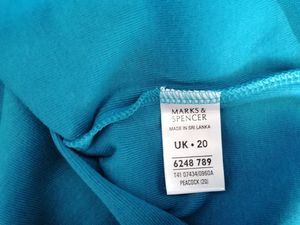 MARKS &
SPENCER
MADE IN SRI LANKA
UK • 20
6248 789
T41 07434/0960A
PEACOCK (20)